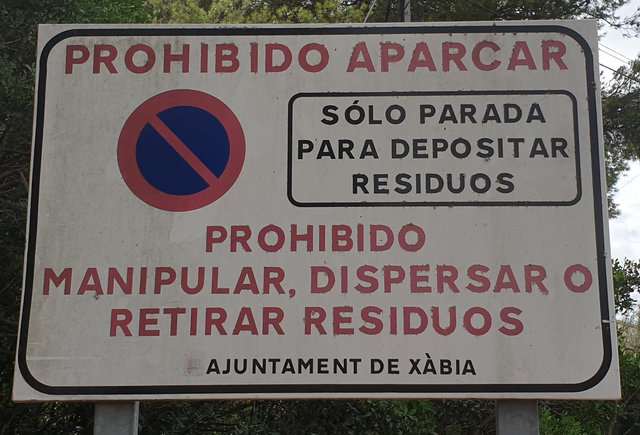 PROHIBIDO APARCAR
SÓLO PARADA
PARA DEPOSITAR
RESIDUOS
PROHIBIDO
MANIPULAR, DISPERSAR O
RETIRAR RESIDUOS
AJUNTAMENT DE XÀBIA